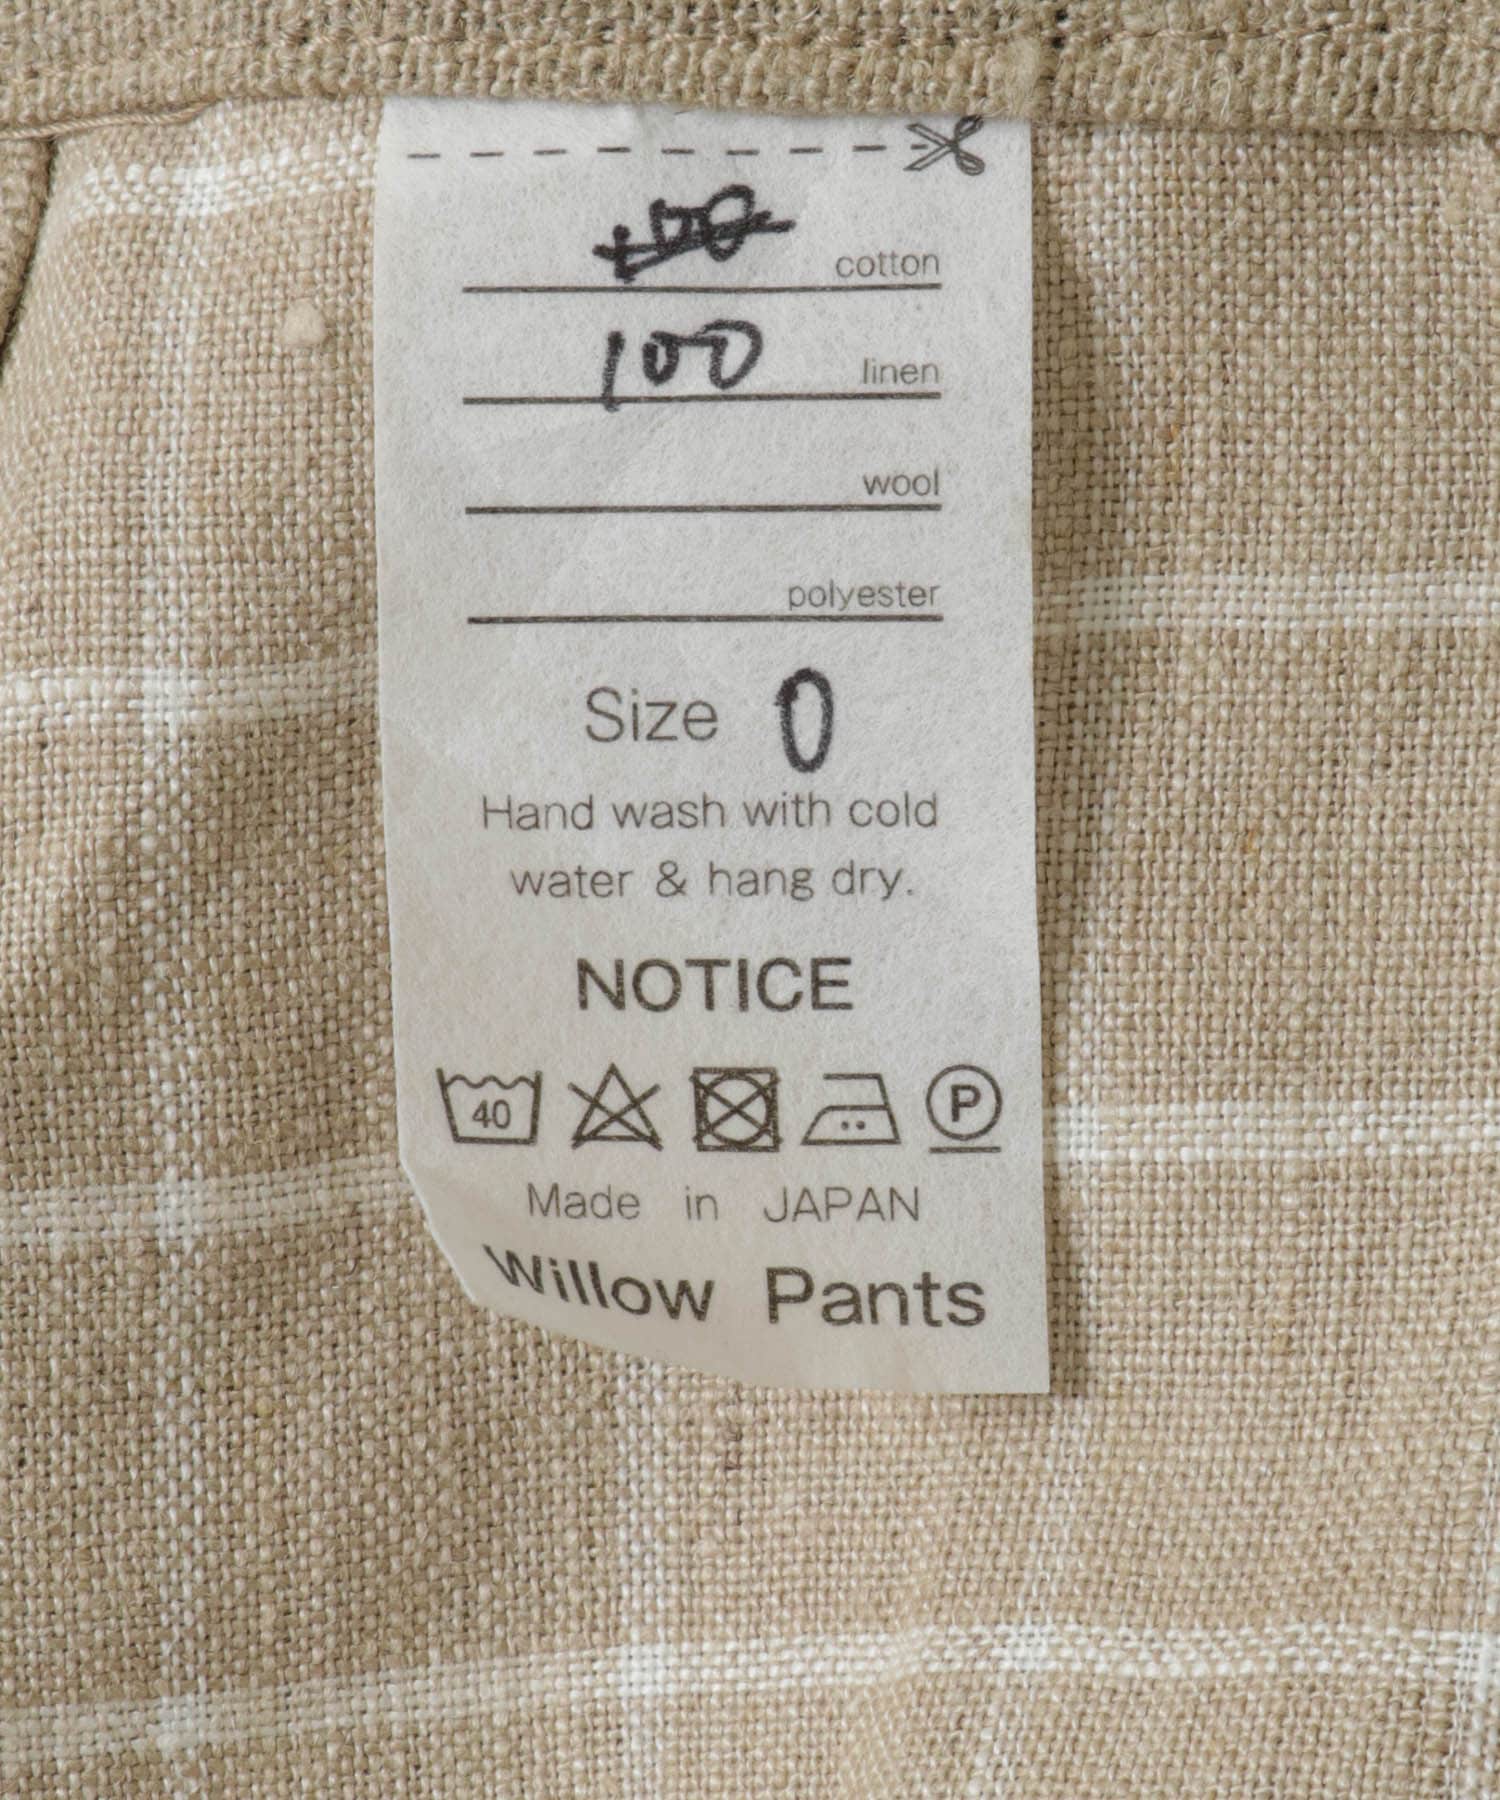 100 cotton
100 linen
wool
polyester
Size 0
Hand wash with cold
water & hang dry.
NOTICE
40 P
Made in JAPAN
Willow Pants